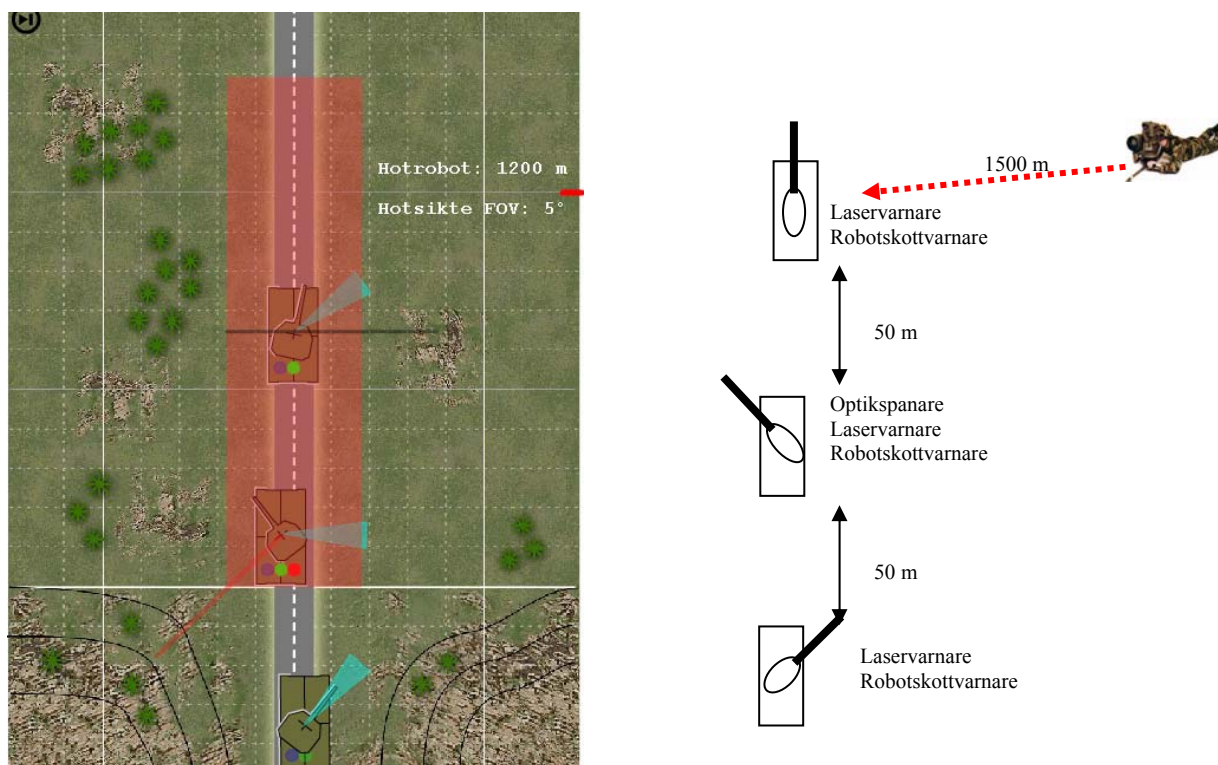 Hotrobot: 1200 m
Hotsikte FOV: 5°
1500 m
Laservarnare
Robotskottvarnare
50 m
Optikspanare
Laservarnare
Robotskottvarnare
50 m
Laservarnare
Robotskottvarnare